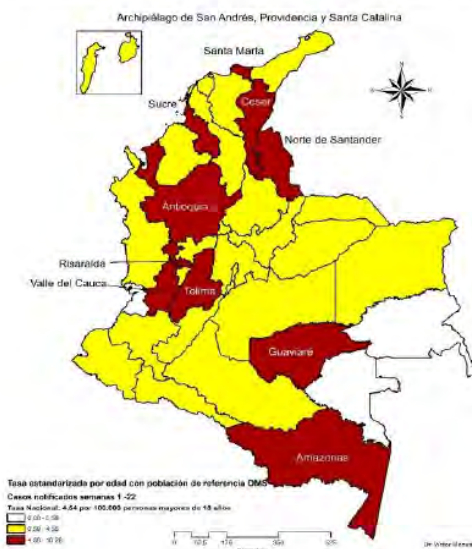 Archipiélago de San Andrés, Providencia y Santa Catalina
Santa Marta
Sucre
Cesar
Norte de Santander
Antioquia
Risaralda
Valle del Cauca
Tolima
Guaviare
Amazonas
Tasa estandarizada por edad con población de referencia OMS
Casos notificados semanas 1 -22
Tasa Nacional: 4,64 por 100.000 personas mayores de 18 años